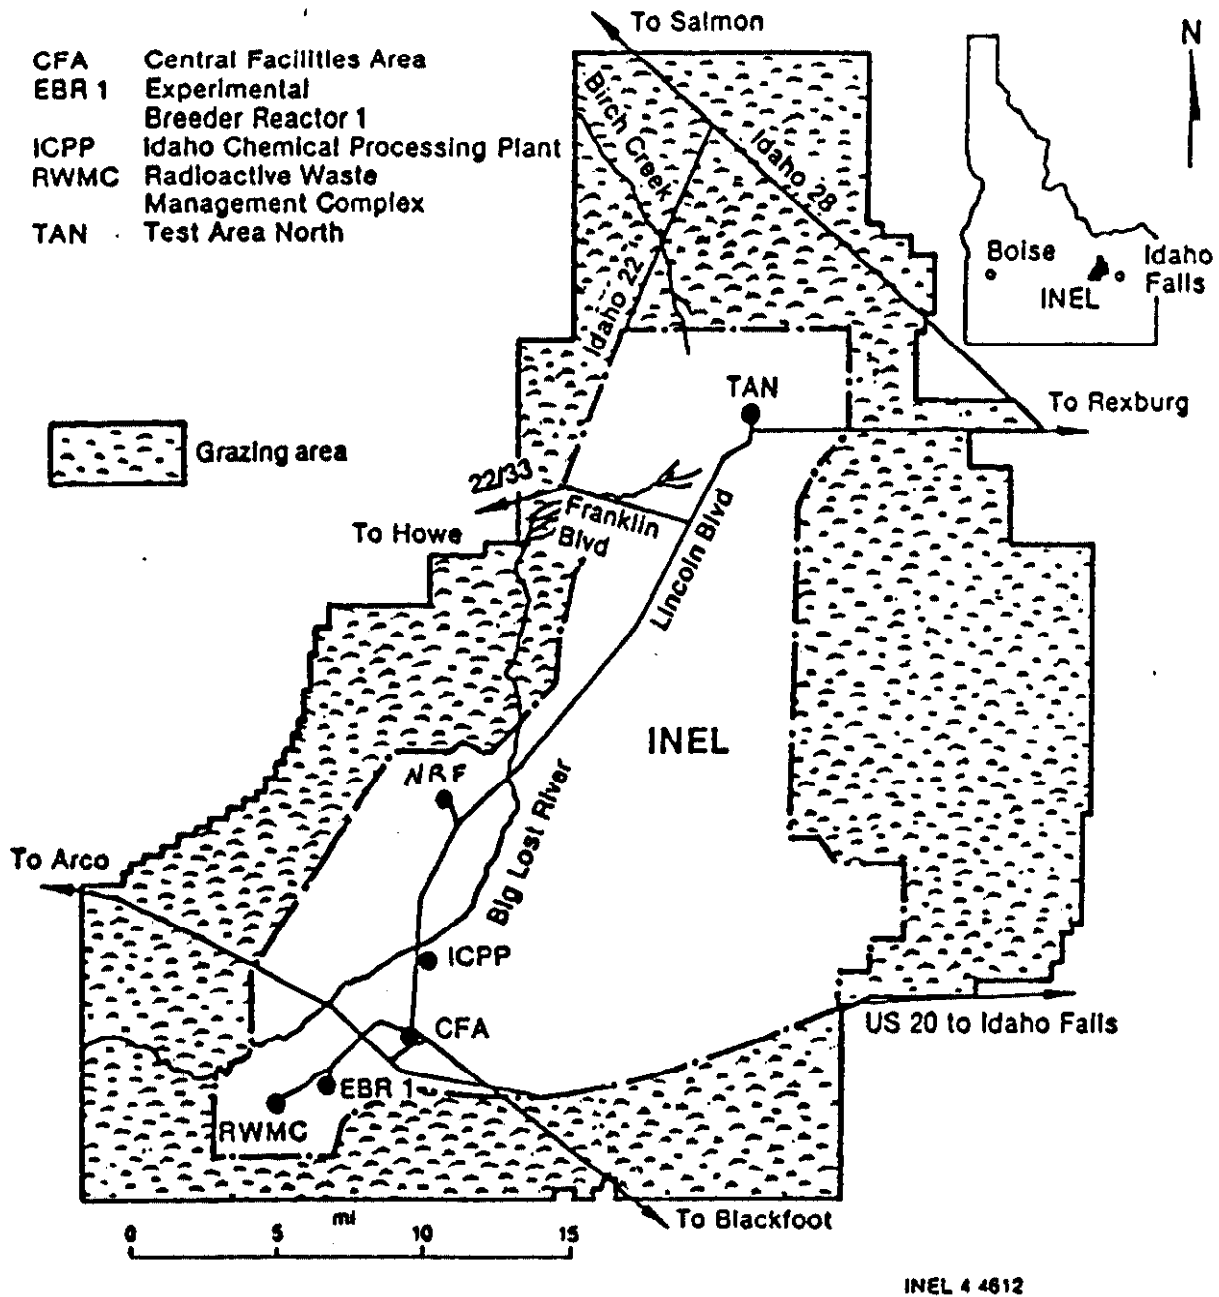 CFA Central Facilities Area
EBR 1 Experimental
Breeder Reactor 1
ICPP Idaho Chemical Processing Plant
RWMC Radioactive Waste
Management Complex
TAN Test Area North
To Salmon
N
Birch Creek
Idaho 28
Idaho 22
Boise
Idaho
Falls
INEL
TAN
To Rexburg
Grazing area
22/33
Franklin
Blvd
To Howe
Lincoln Blvd
INEL
NRF
Big Lost River
To Arco
ICPP
CFA
US 20 to Idaho Falls
EBR 1
RWMC
To Blackfoot
0 5 mi 10 15
INEL 4 4612